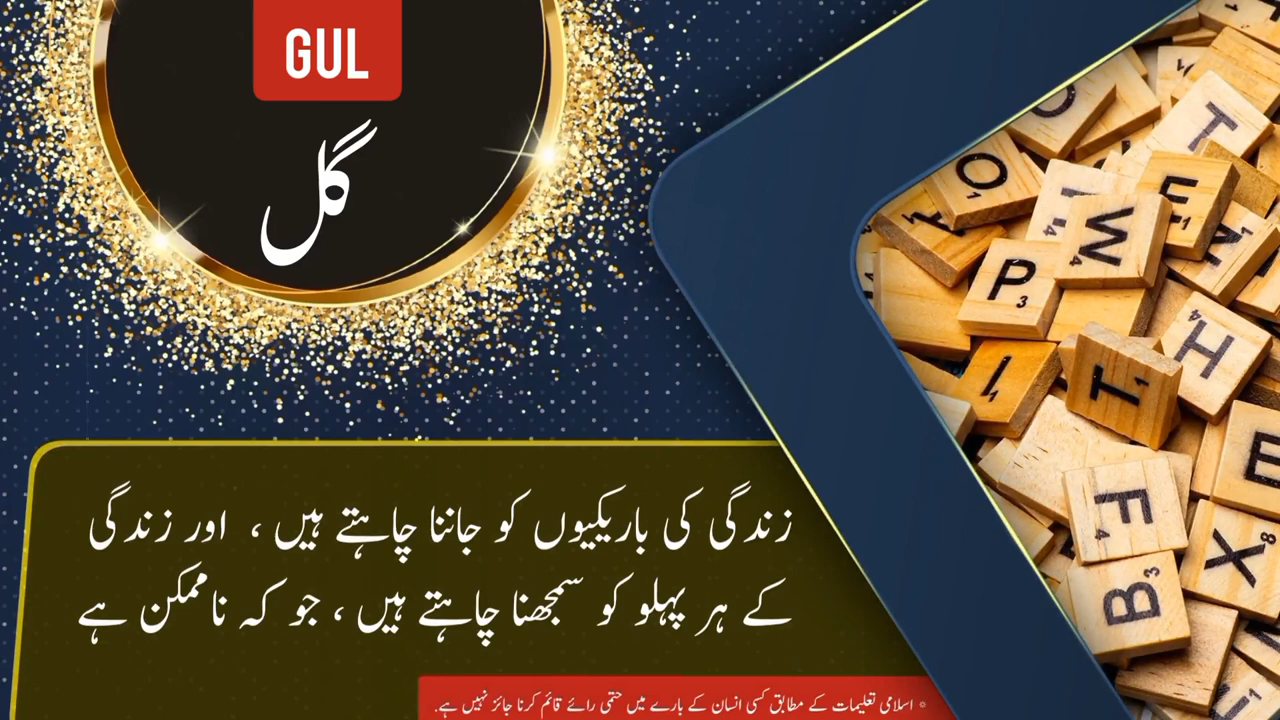 GUL
گل
زندگی کی باریکیوں کو جاننا چاہتے ہیں ، اور زندگی
کے ہر پہلو کو سمجھنا چاہتے ہیں ، جو کہ ناممکن ہے
اسلامی تعلیمات کے مطابق کسی انسان کے بارے میں حتمی رائے قائم کرنا جائز نہیں ہے.
O
T
E
W
P
H
I
T
F
X
B